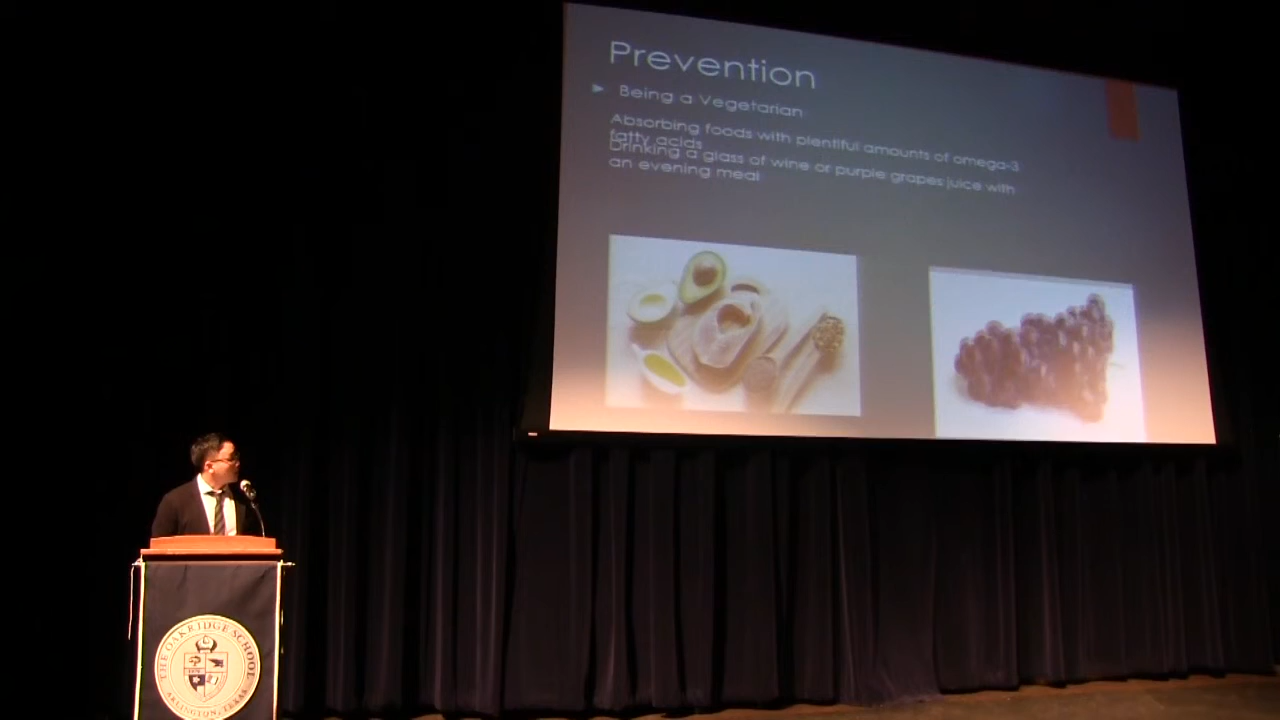 Prevention
Being a Vegetarian
Absorbing foods with plentiful amounts of omega-3
fatty acids
Drinking a glass of wine or purple grapes juice with
an evening meal
THE OAKRIDGE SCHOOL
ARLINGTON, TEXAS